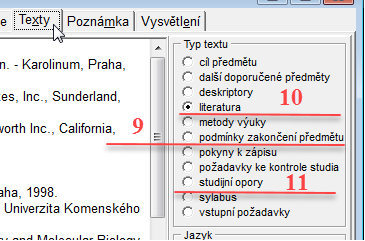 e Texty Poznámka Vysvětlení
n. - Karolinum, Praha,
es, Inc., Sunderland,
worth Inc., California,
9
aha, 1998.
f Univerzita Komenského
y and Molecular Biology
Typ textu
cíl předmětu
další doporučené předměty
deskriptory
10
literatura
metody výuky
podmínky zakončení předmětu
pokyny k zápisu
požadavky ke kontrole studia
studijní opory
11
sylabus
vstupní požadavky
Jazyk